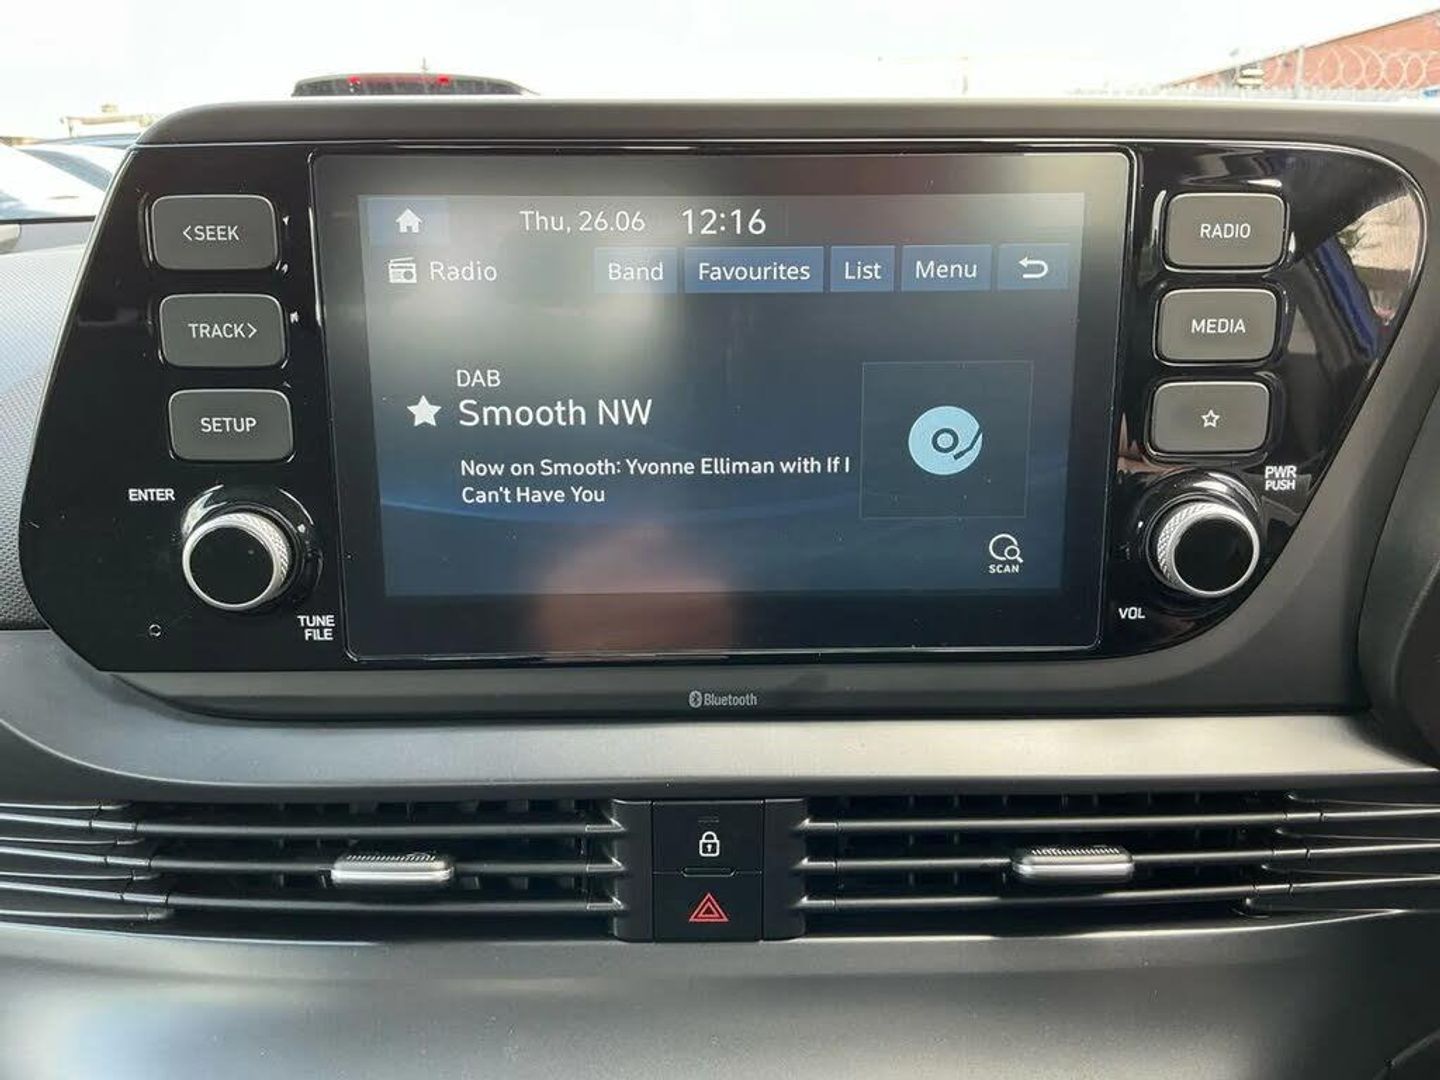 Thu, 26.06 12:16
<SEEK
RADIO
Radio
Band Favourites List Menu
TRACK>
MEDIA
DAB
Smooth NW
SETUP
Now on Smooth: Yvonne Elliman with If I
Can't Have You
ENTER
PWR
PUSH
SCAN
TUNE
FILE
VOL
Bluetooth